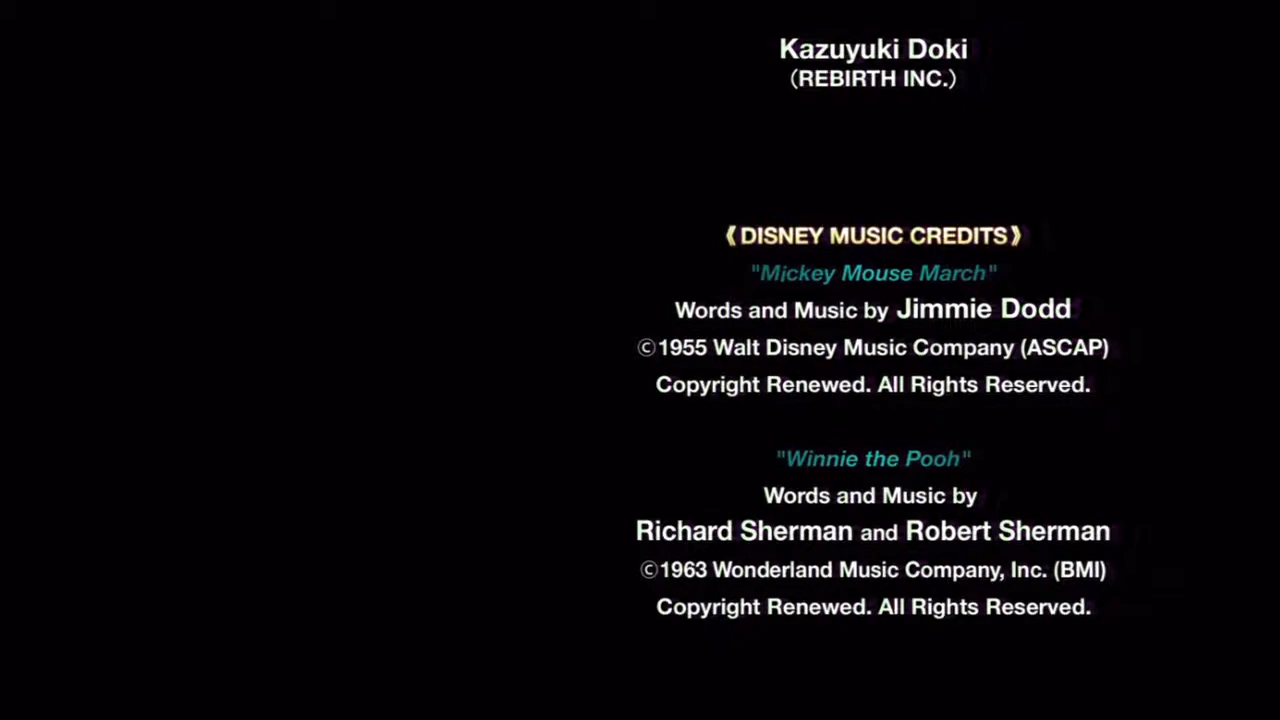 Kazuyuki Doki
（REBIRTH INC.）
《DISNEY MUSIC CREDITS》
"Mickey Mouse March"
Words and Music by Jimmie Dodd
©1955 Walt Disney Music Company (ASCAP)
Copyright Renewed. All Rights Reserved.
"Winnie the Pooh"
Words and Music by
Richard Sherman and Robert Sherman
©1963 Wonderland Music Company, Inc. (BMI)
Copyright Renewed. All Rights Reserved.